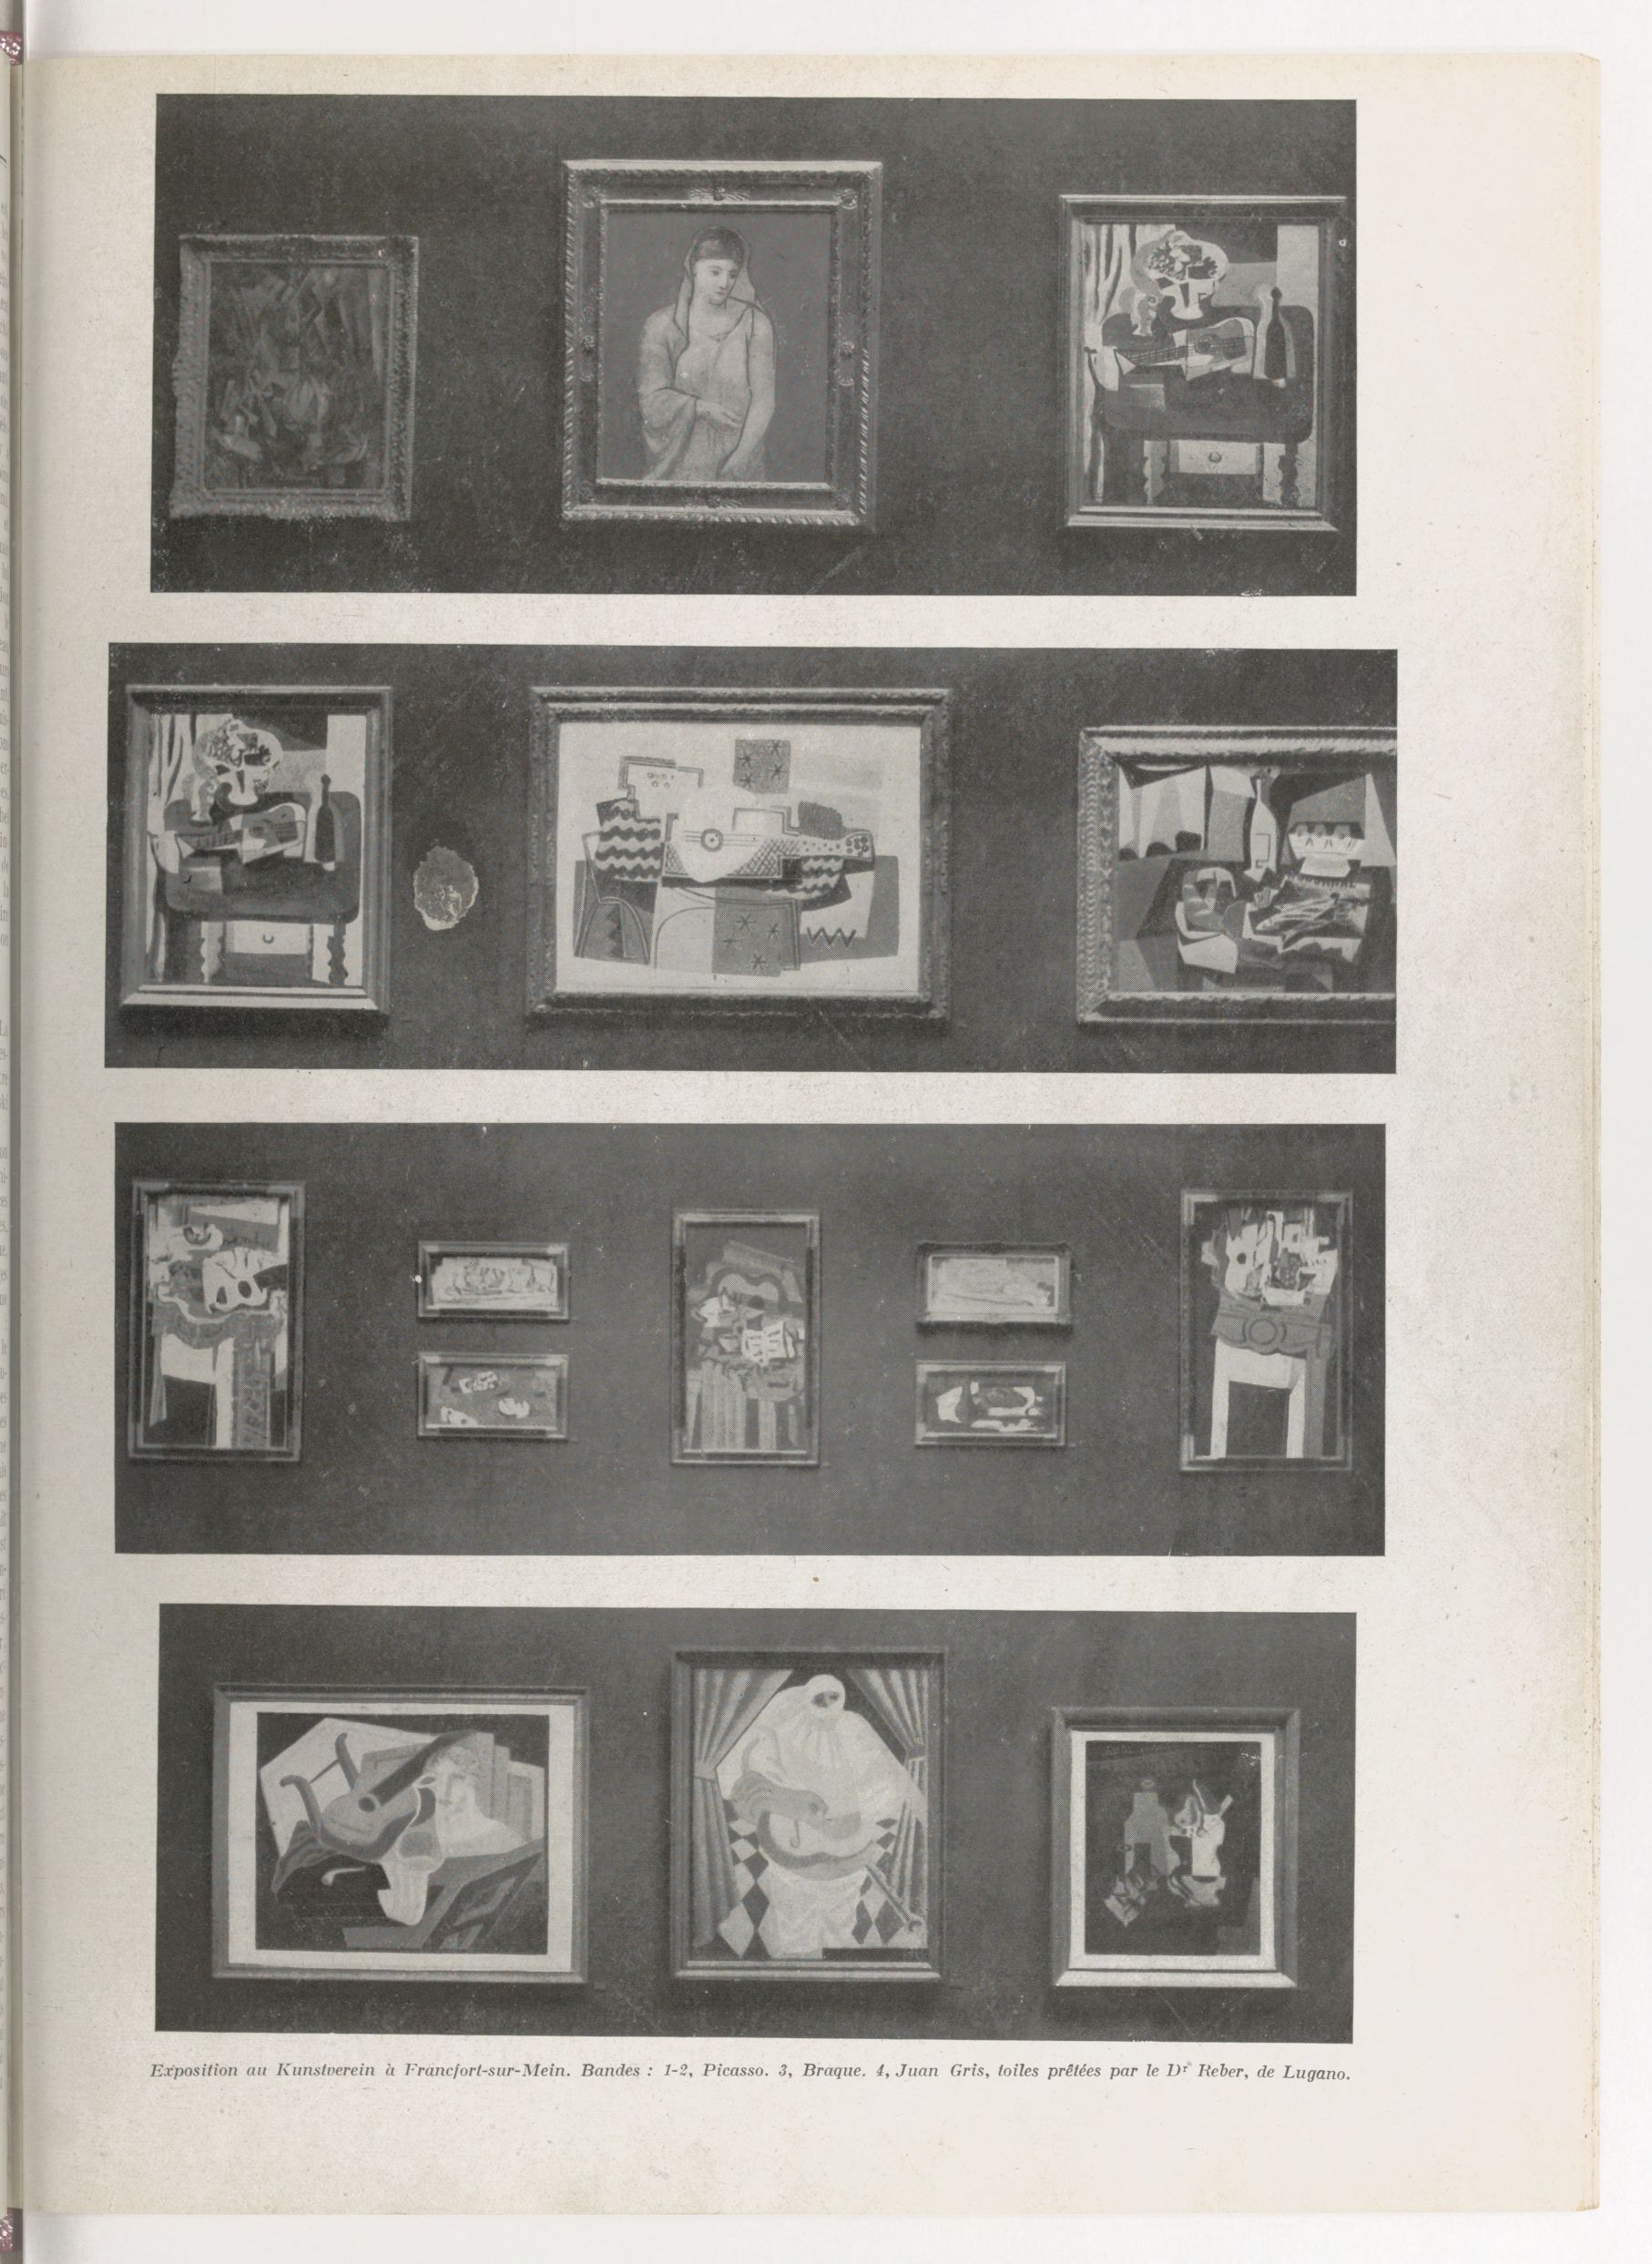 Exposition au Kunstverein à Francfort-sur-Mein. Bandes : 1-2, Picasso. 3, Braque. 4, Juan Gris, toiles prêtées par le Dr Reber, de Lugano.